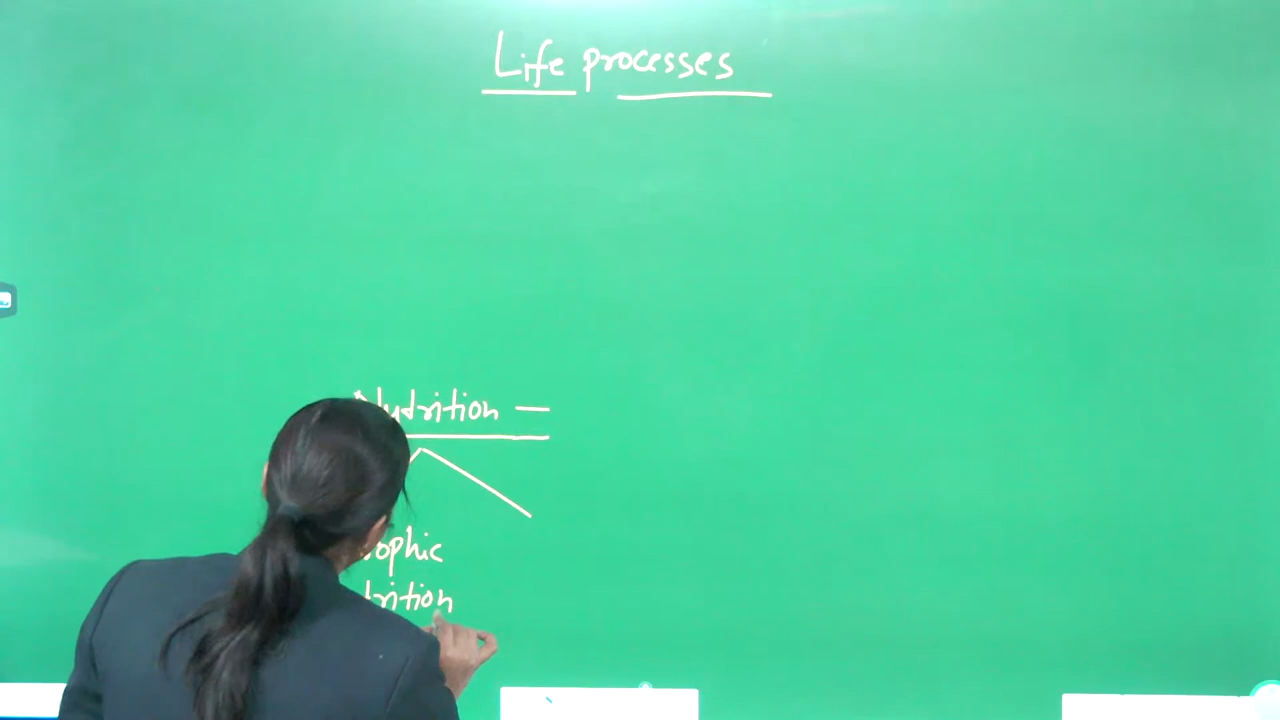 Life processes
Nutrition —
rophic
trition